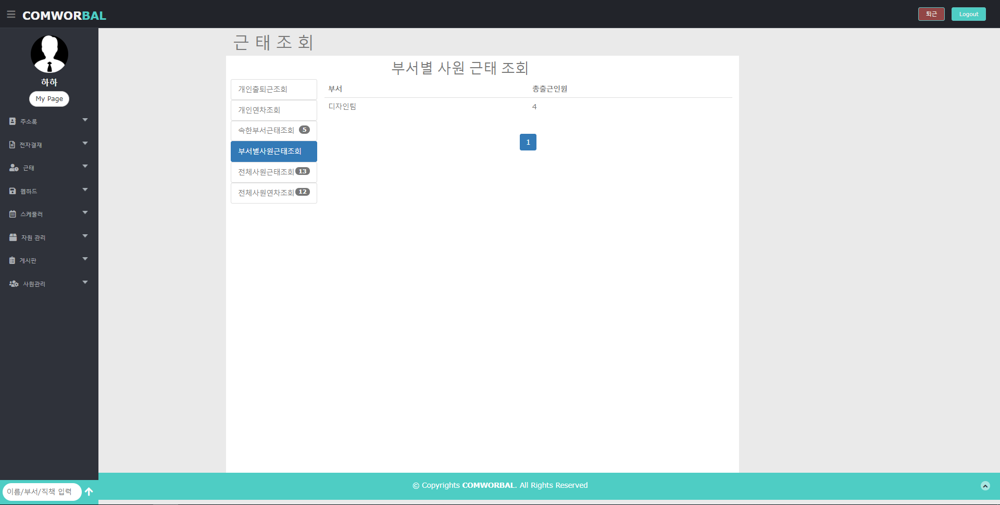 COMWORBAL
퇴근
Logout
하하
My Page
주소록
전자결재
근태
웹하드
스케줄러
자원 관리
게시판
사원관리
이름/부서/직책 입력
근 태 조 회
부서별 사원 근태 조회
개인출퇴근조회
개인연차조회
속한부서근태조회 5
부서별사원근태조회
전체사원근태조회 13
전체사원연차조회 12
부서 총출근인원
디자인팀 4
1
© Copyrights COMWORBAL. All Rights Reserved